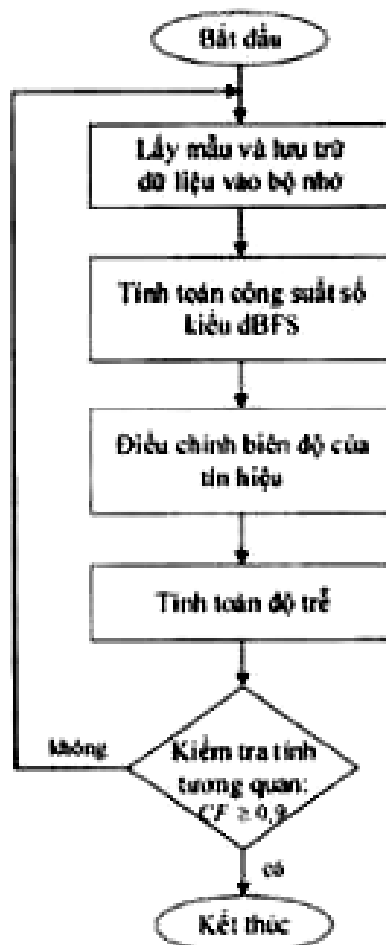 Bắt đầu
Lấy mẫu và lưu trữ
dữ liệu vào bộ nhớ
Tính toán công suất số
kiểu dBFS
Điều chỉnh biên độ của
tín hiệu
Tính toán độ trễ
không
Kiểm tra tính
tương quan:
CF ≥ 0,9
có
Kết thúc